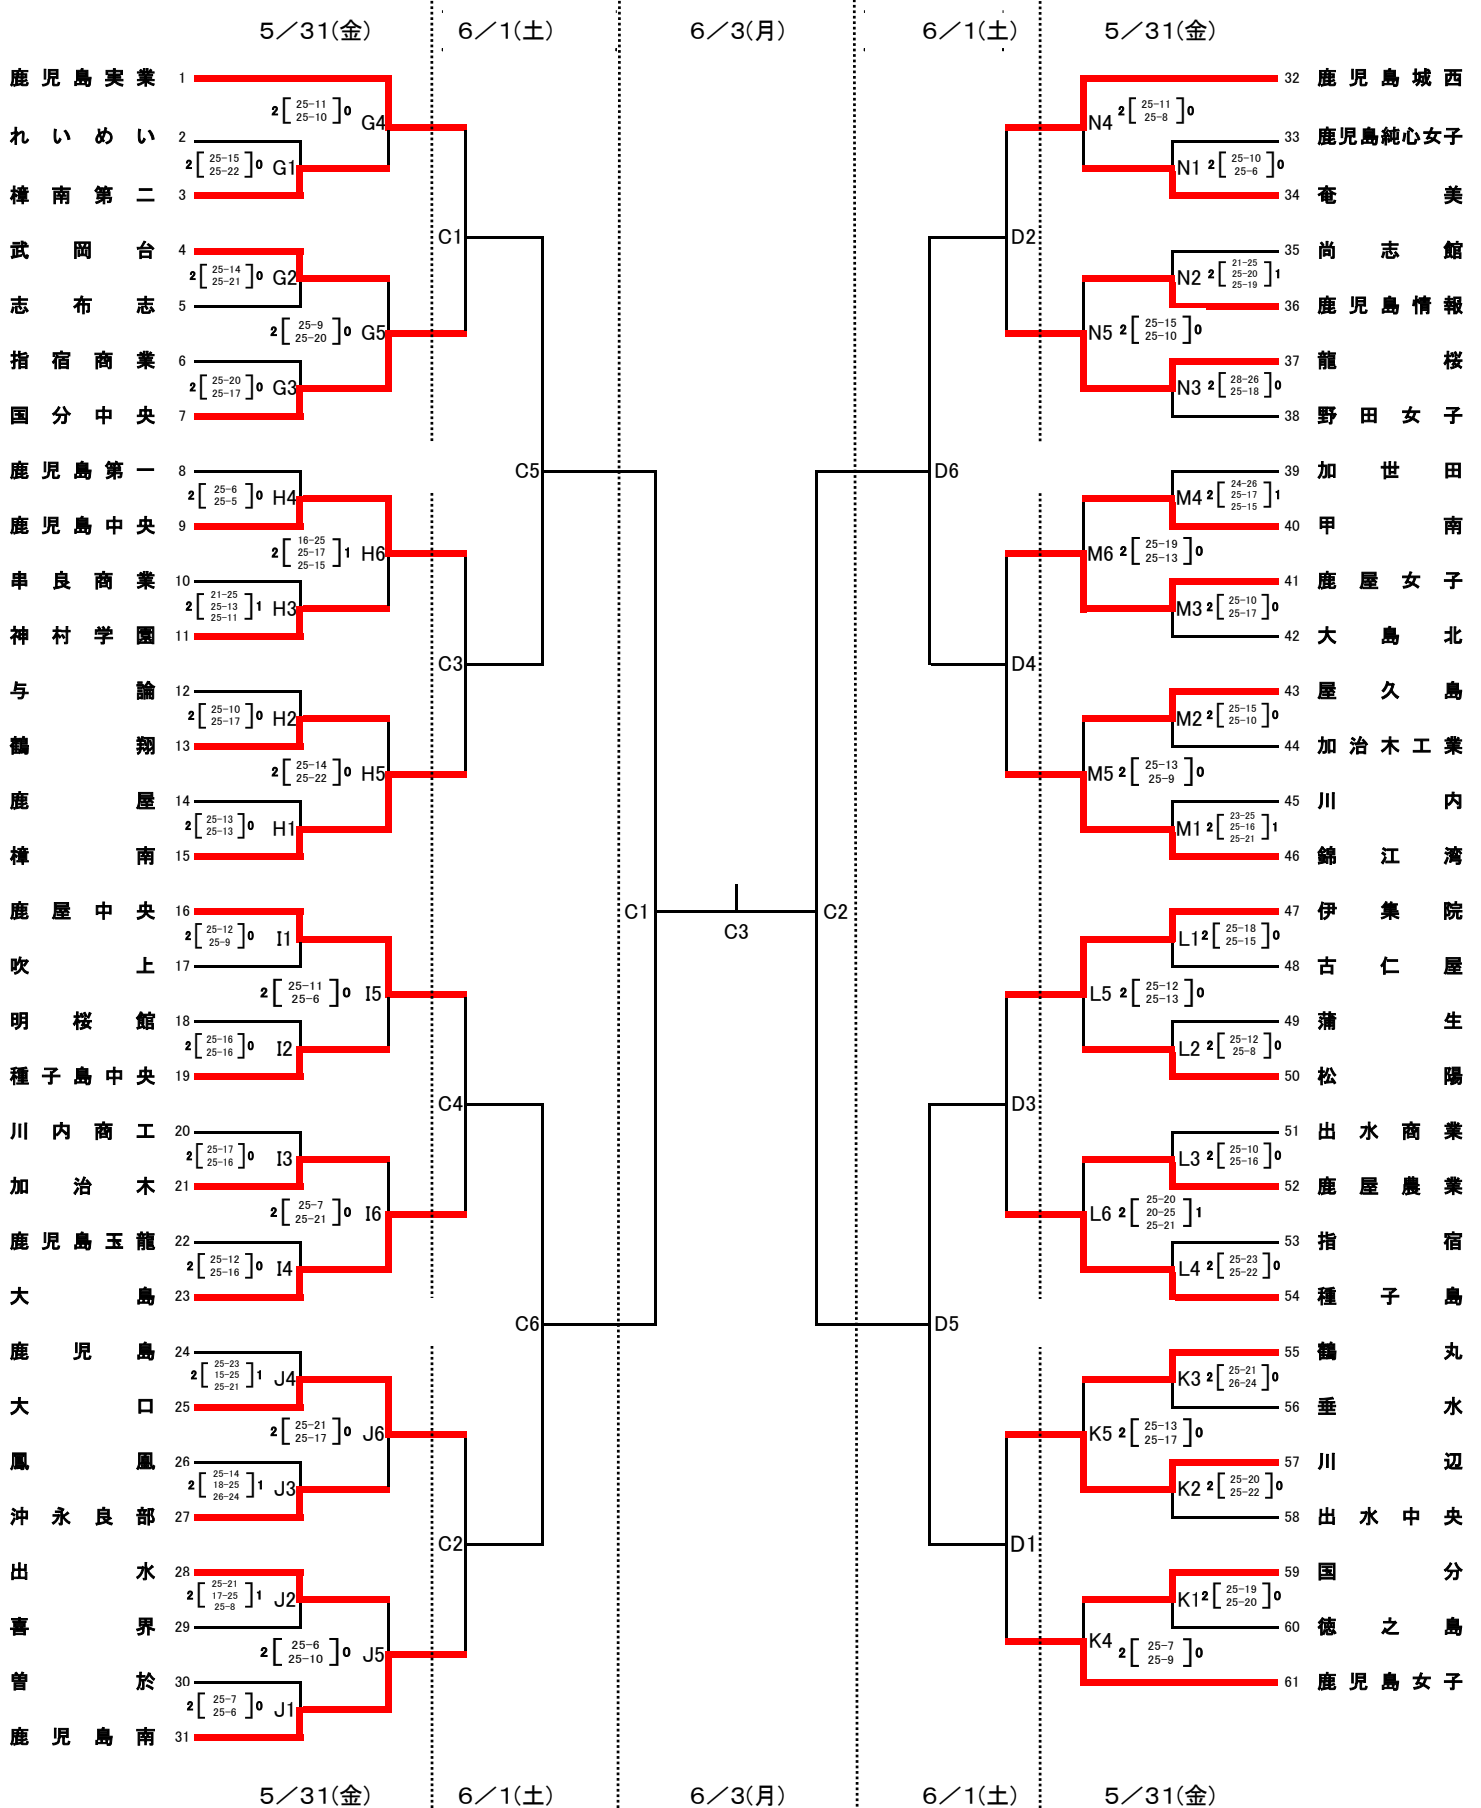 5／31(金) 6／1(土) 6／3(月) 6／1(土) 5／31(金)
鹿児島実業 1
2 [25-11 25-10] 0 G4
れいめい 2
2 [25-15 25-22] 0 G1
樟南第二 3
武岡台 4
2 [25-14 25-21] 0 G2
志布志 5
2 [25-9 25-20] 0 G5
指宿商業 6
2 [25-20 25-17] 0 G3
国分中央 7
C1
鹿児島第一 8
2 [25-6 25-5] 0 H4
鹿児島中央 9
2 [16-25 25-17 25-15] 1 H6
串良商業 10
2 [21-25 25-13 25-11] 1 H3
神村学園 11
C5
C3
与論 12
2 [25-10 25-17] 0 H2
鶴翔 13
2 [25-14 25-22] 0 H5
鹿屋 14
2 [25-13 25-13] 0 H1
樟南 15
鹿屋中央 16
2 [25-12 25-9] 0 I1
吹上 17
2 [25-11 25-6] 0 I5
明桜館 18
2 [25-16 25-16] 0 I2
種子島中央 19
C4
川内商工 20
2 [25-17 25-16] 0 I3
加治木 21
2 [25-7 25-21] 0 I6
鹿児島玉龍 22
2 [25-12 25-16] 0 I4
大島 23
C6
鹿児島 24
2 [25-23 15-25 25-21] 1 J4
大口 25
2 [25-21 25-17] 0 J6
鳳凰 26
2 [25-14 18-25 26-24] 1 J3
沖永良部 27
C2
出水 28
2 [25-21 17-25 25-8] 1 J2
喜界 29
2 [25-6 25-10] 0 J5
曽於 30
2 [25-7 25-6] 0 J1
鹿児島南 31
C1 C2
C3
32 鹿児島城西
N4 2 [25-11 25-8] 0
33 鹿児島純心女子
N1 2 [25-10 25-6] 0
34 奄美
D2
35 尚志館
N2 2 [21-25 25-20 25-19] 1
36 鹿児島情報
N5 2 [25-15 25-10] 0
37 龍桜
N3 2 [28-26 25-18] 0
38 野田女子
D6
39 加世田
M4 2 [24-26 25-17 25-15] 1
40 甲南
M6 2 [25-19 25-13] 0
41 鹿屋女子
M3 2 [25-10 25-17] 0
42 大島北
D4
43 屋久島
M2 2 [25-15 25-10] 0
44 加治木工業
M5 2 [25-13 25-9] 0
45 川内
M1 2 [23-25 25-16 25-21] 1
46 錦江湾
47 伊集院
L1 2 [25-18 25-15] 0
48 古仁屋
L5 2 [25-12 25-13] 0
49 蒲生
L2 2 [25-12 25-8] 0
50 松陽
D3
51 出水商業
L3 2 [25-10 25-16] 0
52 鹿屋農業
L6 2 [25-20 20-25 25-21] 1
53 指宿
L4 2 [25-23 25-22] 0
54 種子島
D5
55 鶴丸
K3 2 [25-21 26-24] 0
56 垂水
K5 2 [25-13 25-17] 0
57 川辺
K2 2 [25-20 25-22] 0
58 出水中央
D1
59 国分
K1 2 [25-19 25-20] 0
60 徳之島
K4 2 [25-7 25-9] 0
61 鹿児島女子
5／31(金) 6／1(土) 6／3(月) 6／1(土) 5／31(金)